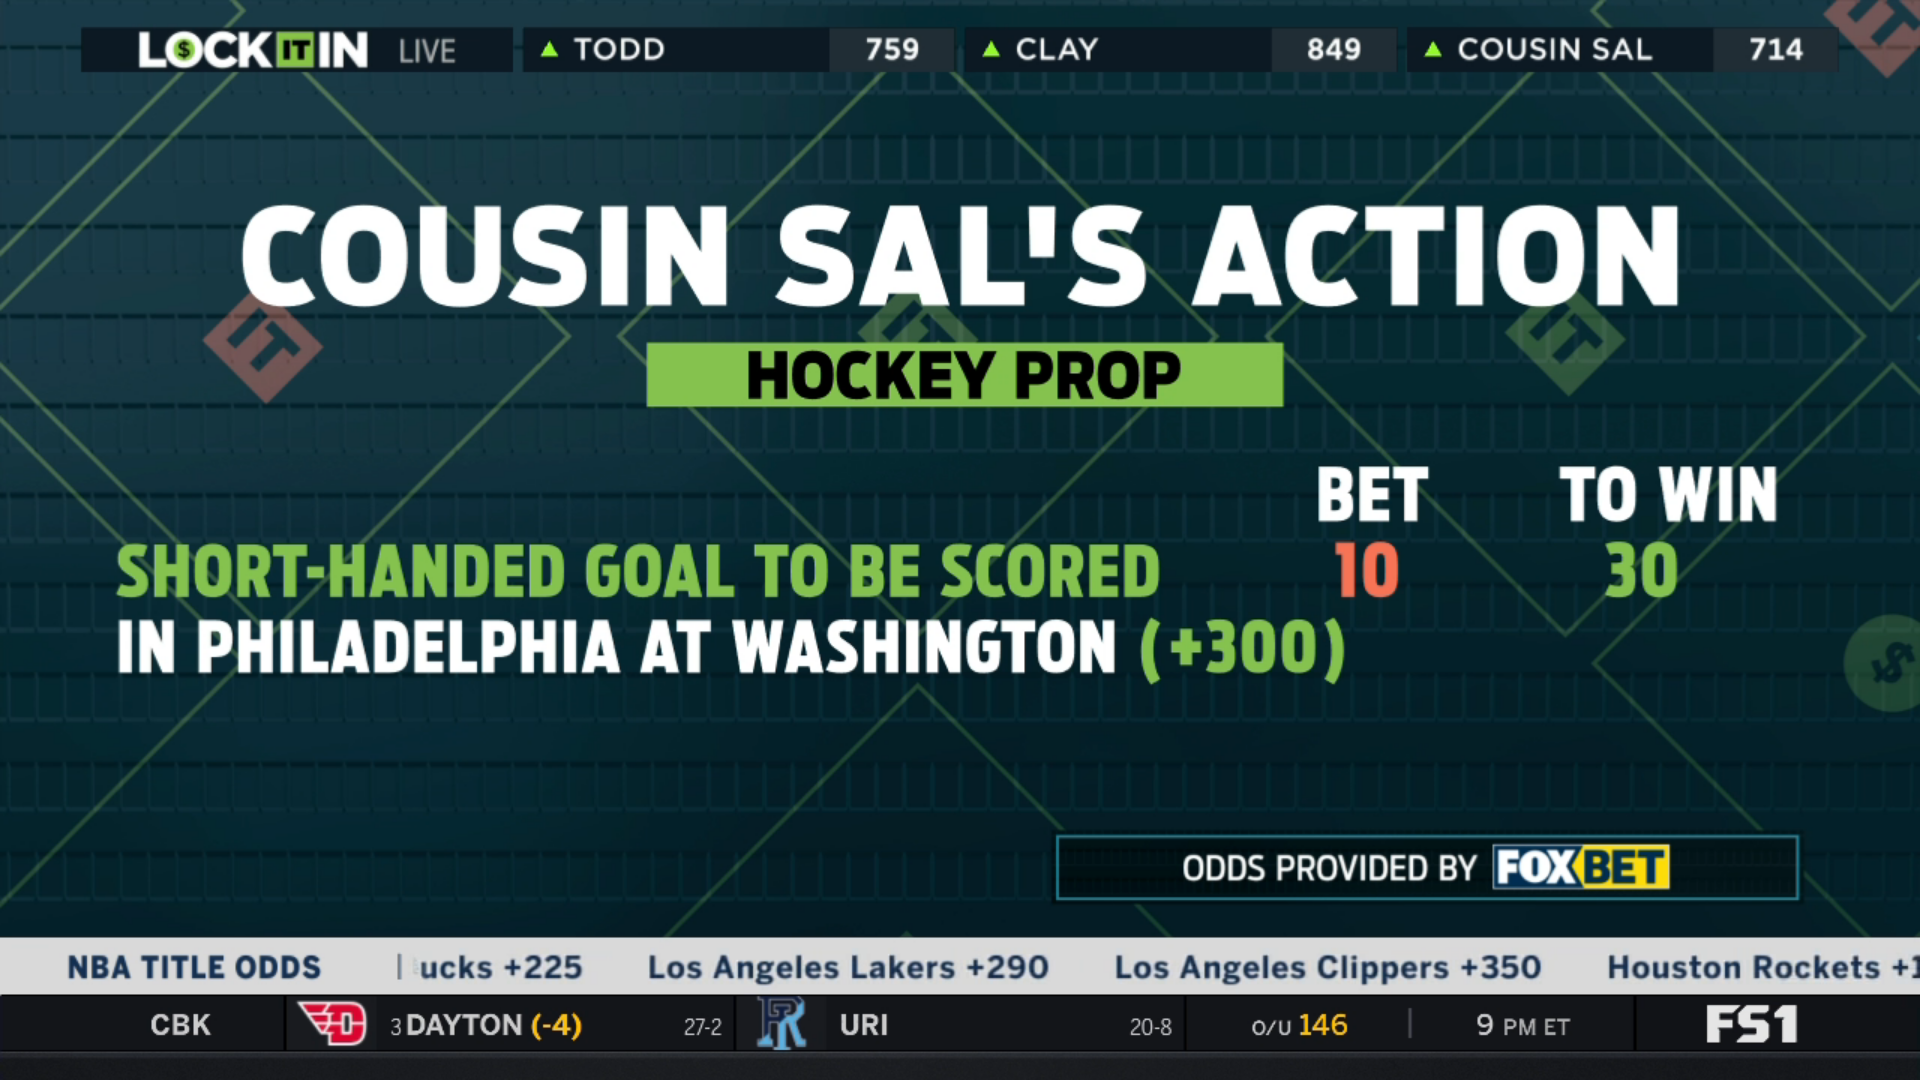 LOCK IT IN LIVE TODD 759 CLAY 849 COUSIN SAL 714
COUSIN SAL'S ACTION
HOCKEY PROP
BET TO WIN
SHORT-HANDED GOAL TO BE SCORED 10 30
IN PHILADELPHIA AT WASHINGTON (+300)
ODDS PROVIDED BY FOX BET
NBA TITLE ODDS | ucks +225 Los Angeles Lakers +290 Los Angeles Clippers +350 Houston Rockets +1
CBK D 3 DAYTON (-4) 27-2 R URI 20-8 O/U 146 | 9 PM ET FS1